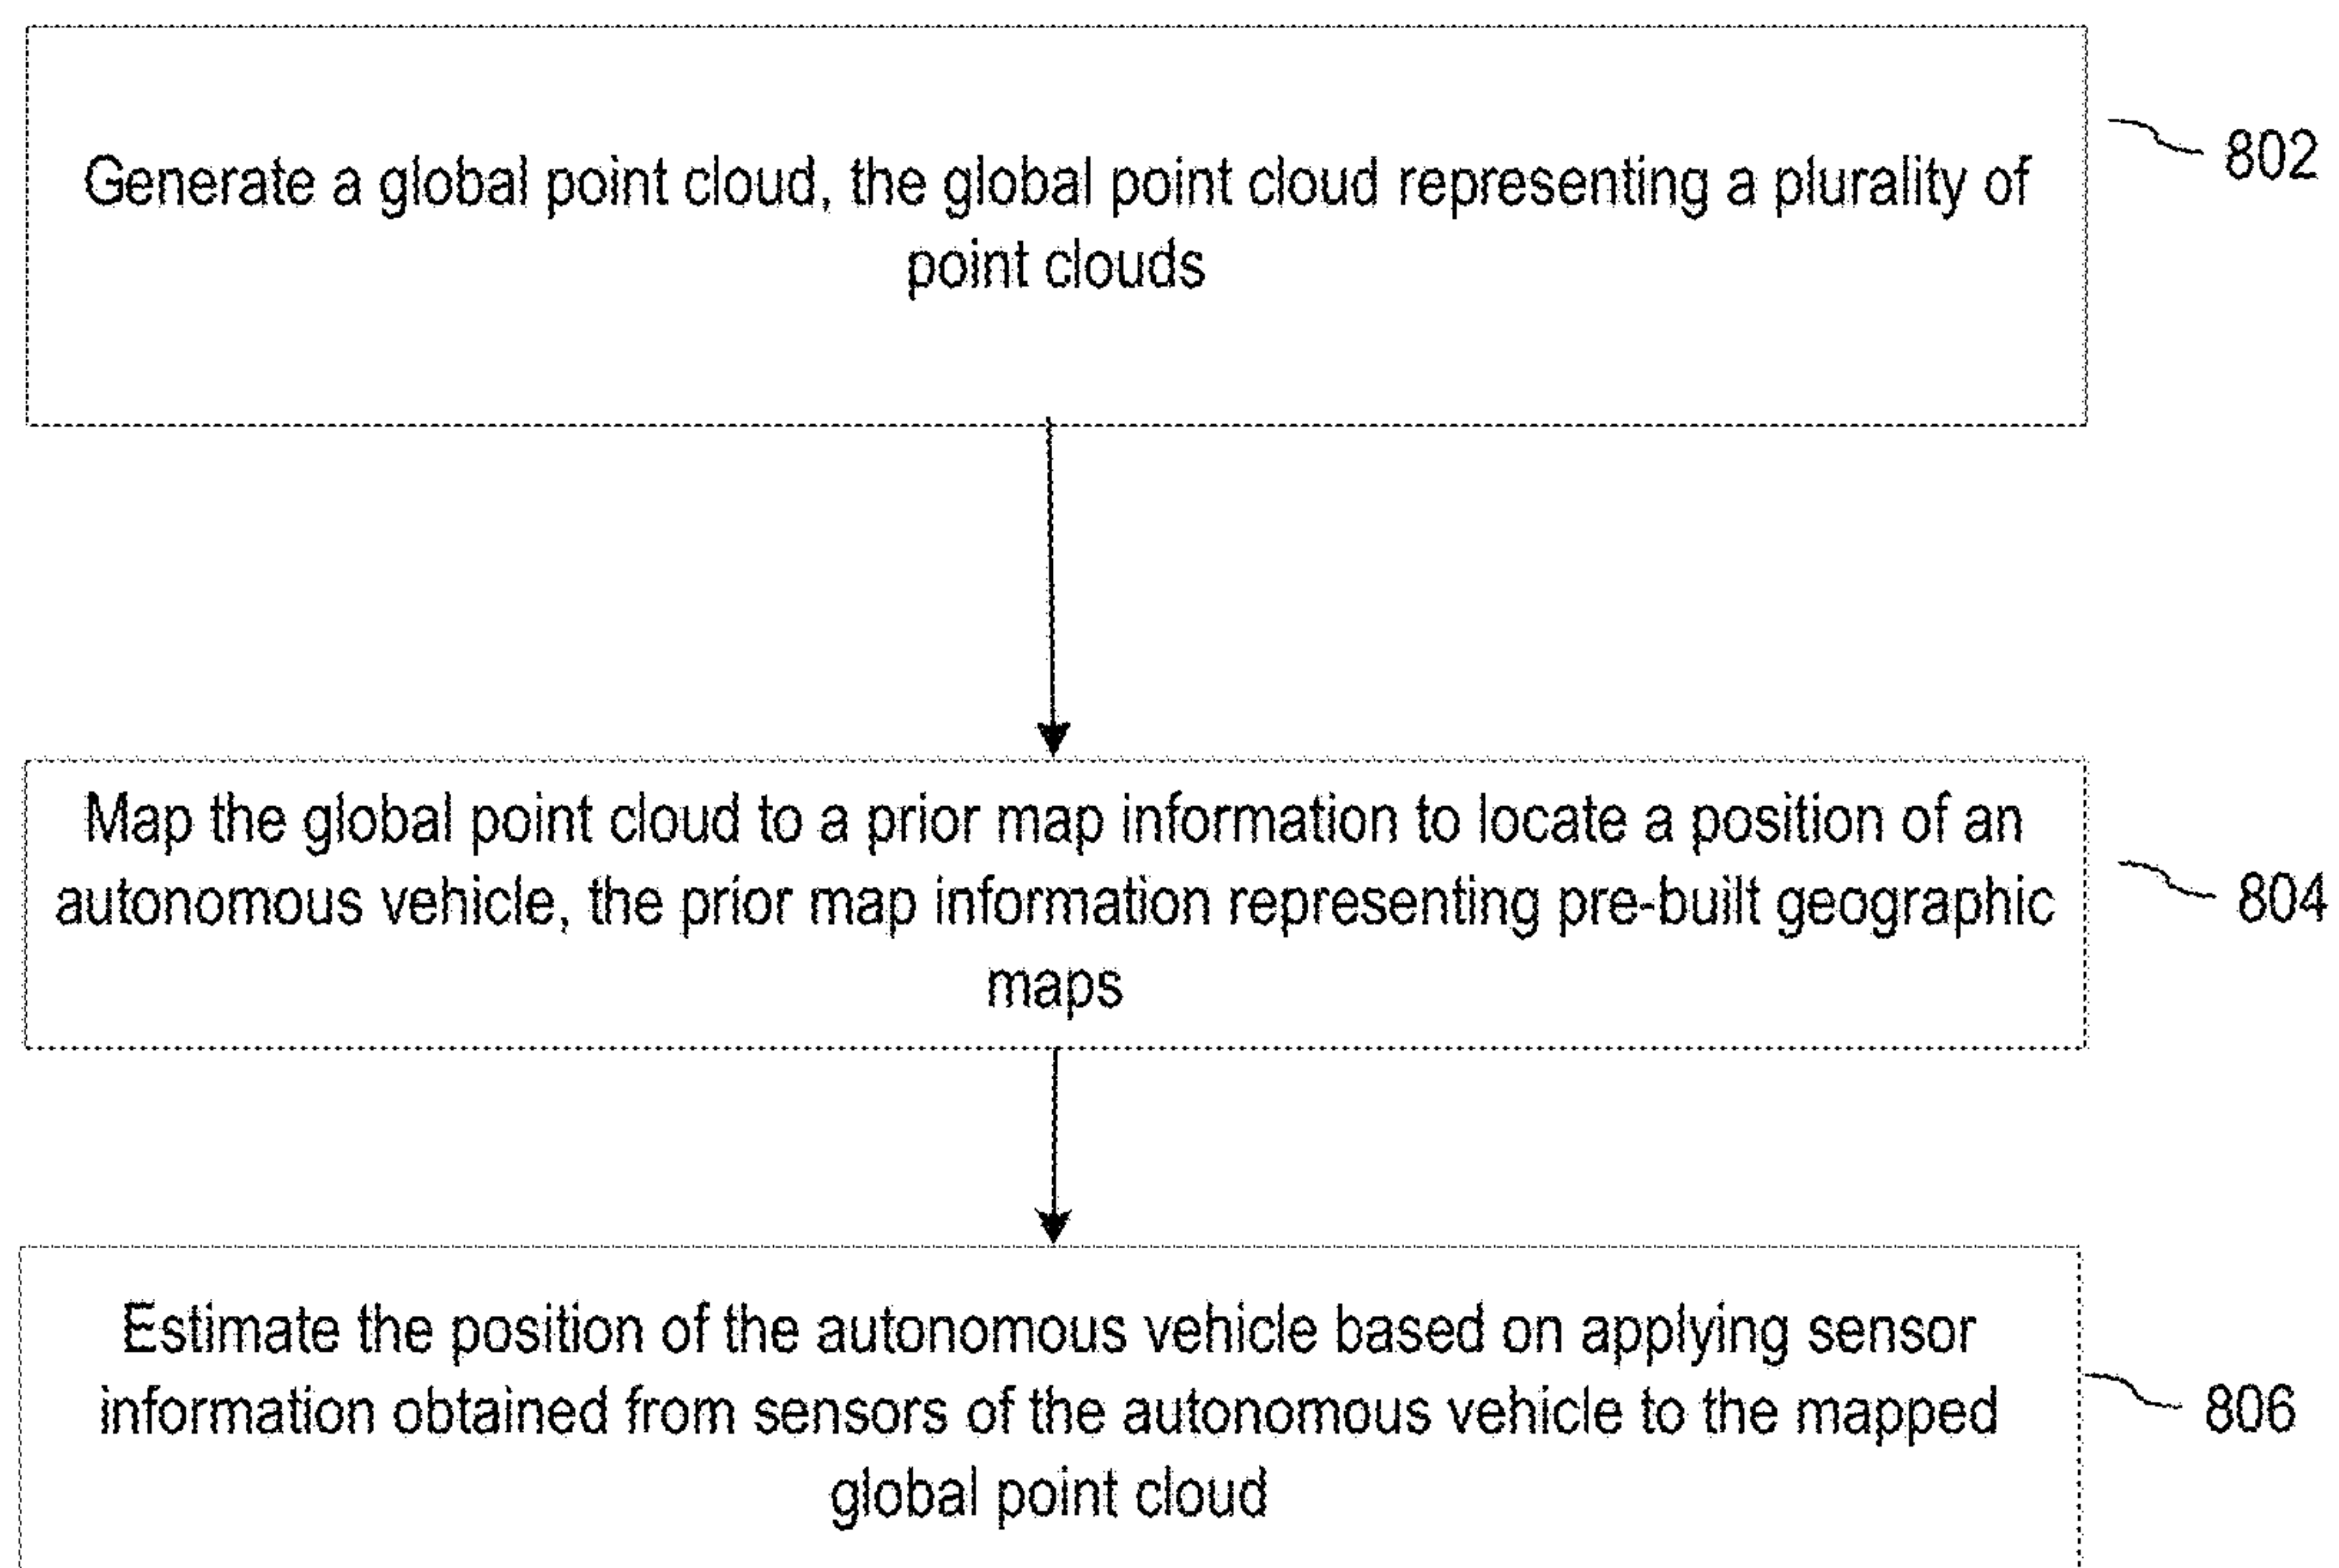 Generate a global point cloud, the global point cloud representing a plurality of
point clouds
802
Map the global point cloud to a prior map information to locate a position of an
autonomous vehicle, the prior map information representing pre-built geographic
maps
804
Estimate the position of the autonomous vehicle based on applying sensor
information obtained from sensors of the autonomous vehicle to the mapped
global point cloud
806